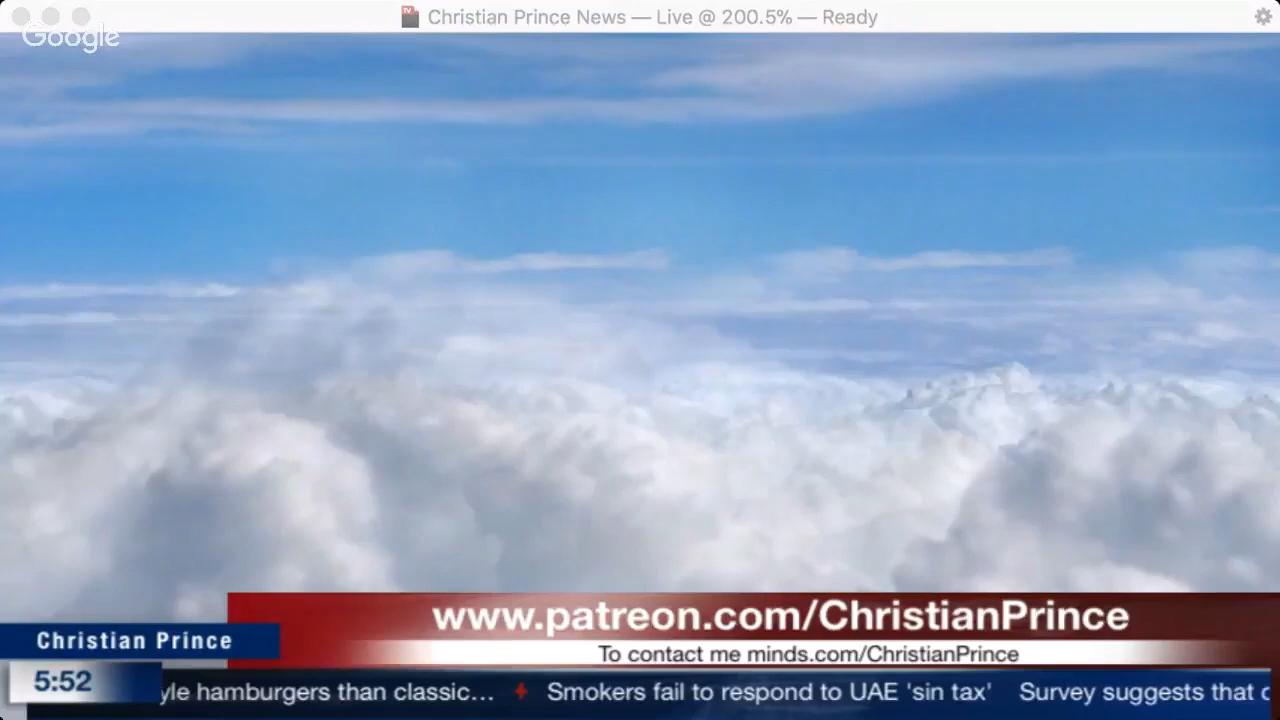 Christian Prince News — Live @ 200.5% — Ready
Google
www.patreon.com/ChristianPrince
Christian Prince
To contact me minds.com/ChristianPrince
5:52
yle hamburgers than classic... Smokers fail to respond to UAE 'sin tax' Survey suggests that